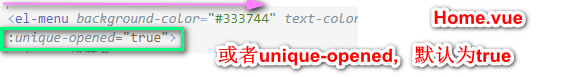 <el-menu background-color="#333744" text-co
Home.vue
:unique-opened="true">
或者unique-opened, 默认为true